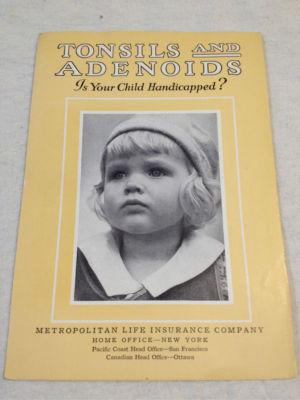 TONSILS AND
ADENOIDS
Is Your Child Handicapped?
METROPOLITAN LIFE INSURANCE COMPANY
HOME OFFICE—NEW YORK
Pacific Coast Head Office—San Francisco
Canadian Head Office—Ottawa